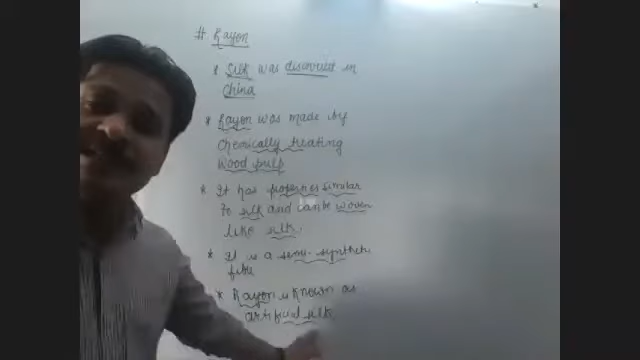 # Rayon
* Silk was discovered in
China
* Rayon was made by
chemically treating
wood pulp
* It has properties similar
to silk and can be woven
like silk.
* It is a semi-synthetic
fibre
* Rayon is known as
artificial silk